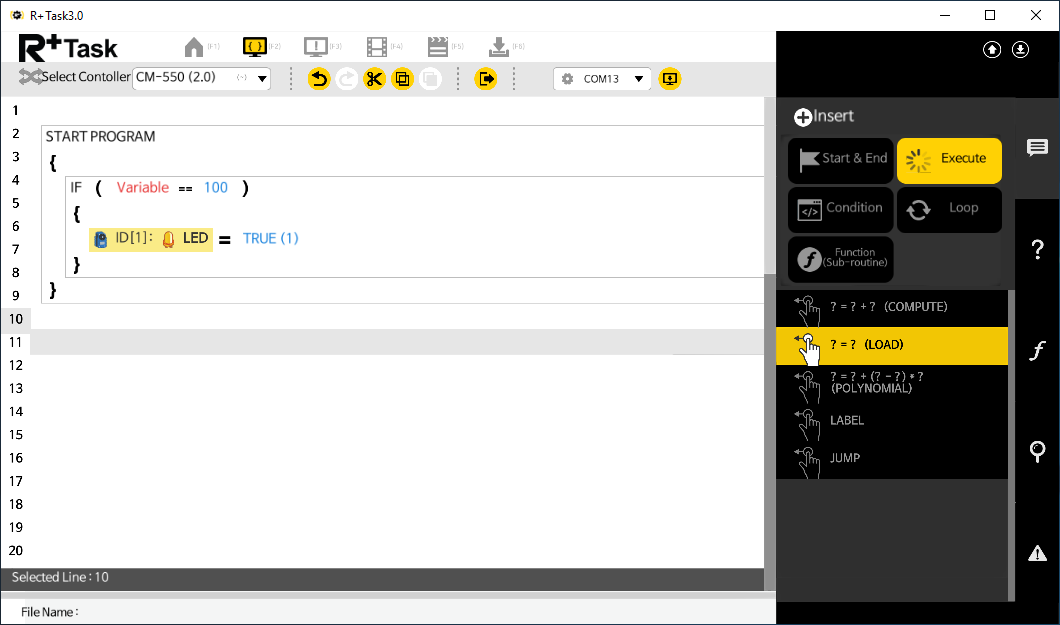 R+ Task3.0
R+Task (F1) (F2) (F3) (F4) (F5) (F6)
Select Contoller CM-550 (2.0) COM13
1
2 START PROGRAM
3 {
4 IF ( Variable == 100 )
5 {
6 ID[1] : LED = TRUE (1)
7 }
8 }
9
10
11
12
13
14
15
16
17
18
19
20
Selected Line : 10
File Name :
Insert
Start & End Execute
Condition Loop
Function
(Sub-routine)
? = ? + ? (COMPUTE)
? = ? (LOAD)
? = ? + (? - ?) * ?
(POLYNOMIAL)
LABEL
JUMP